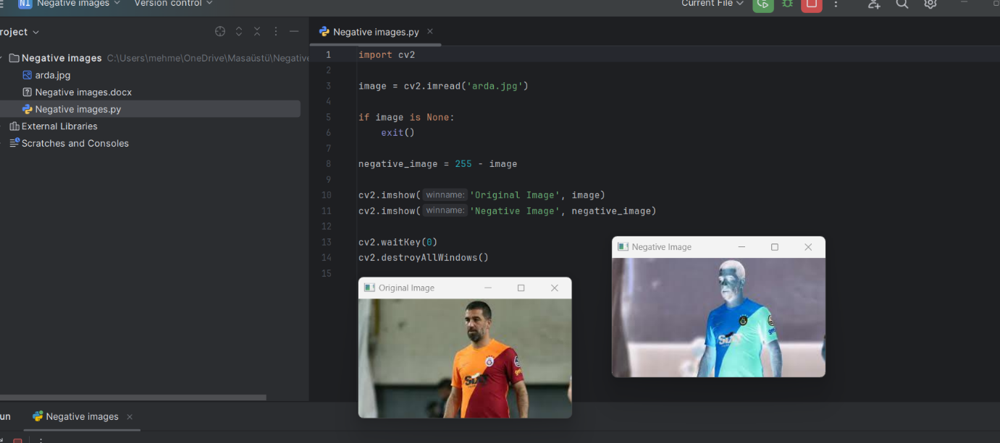 NI Negative images Version control Current File
roject
Negative images.py
Negative images C:\Users\mehme\OneDrive\Masaüstü\Negative
arda.jpg
Negative images.docx
Negative images.py
External Libraries
Scratches and Consoles
1 import cv2
2
3 image = cv2.imread('arda.jpg')
4
5 if image is None:
6 exit()
7
8 negative_image = 255 - image
9
10 cv2.imshow( winname: 'Original Image', image)
11 cv2.imshow( winname: 'Negative Image', negative_image)
12
13 cv2.waitKey(0)
14 cv2.destroyAllWindows()
15
Negative Image
Original Image
un Negative images